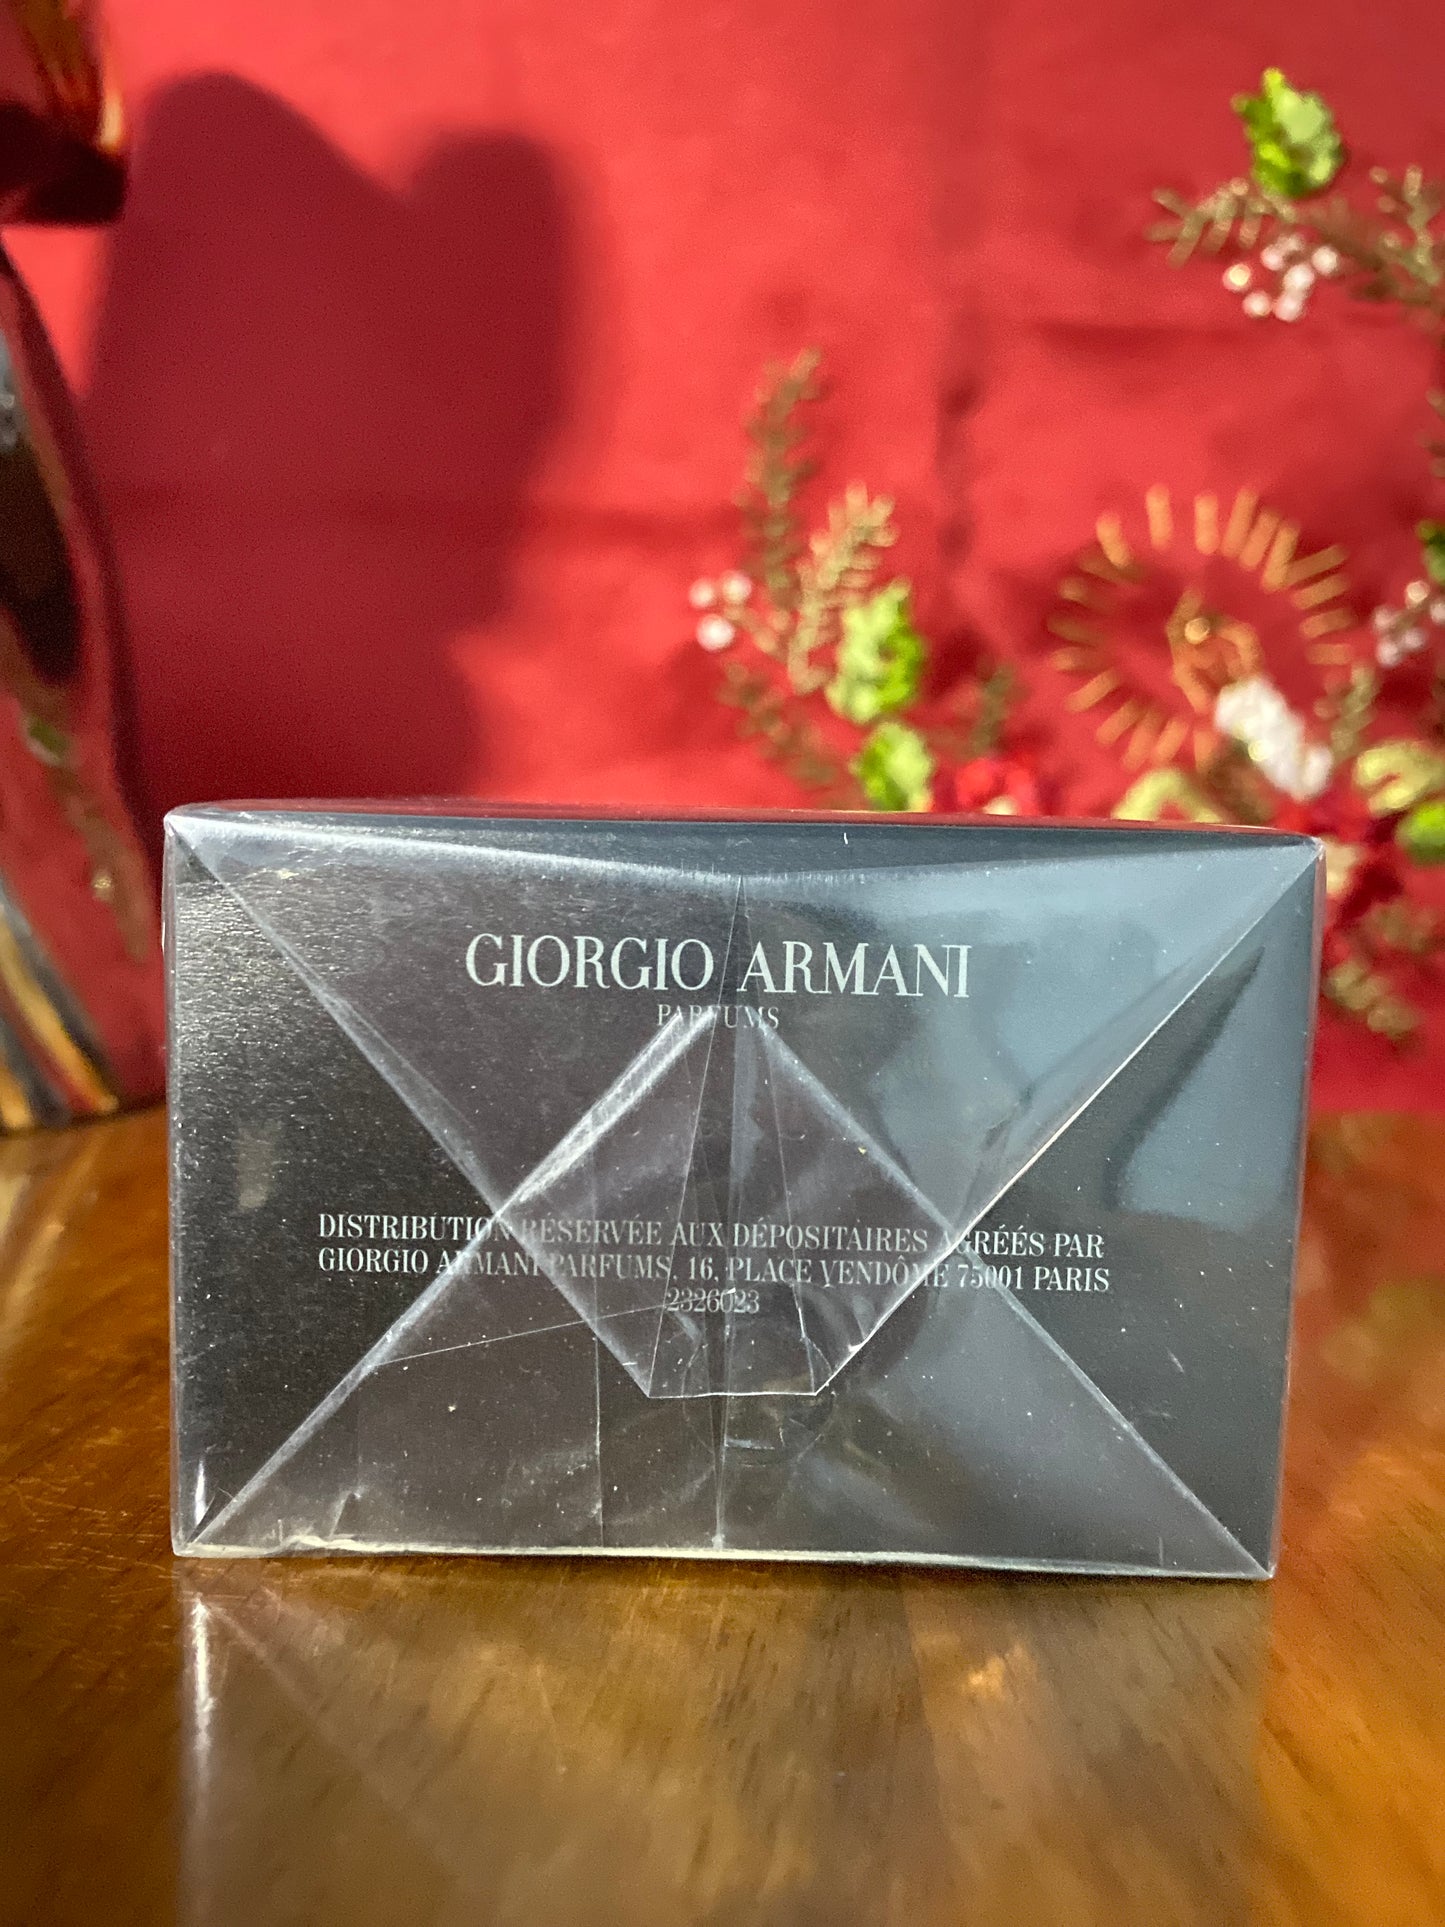 GIORGIO ARMANI
PARFUMS
DISTRIBUTION RÉSERVÉE AUX DÉPOSITAIRES AGRÉÉS PAR
GIORGIO ARMANI PARFUMS, 16, PLACE VENDÔME 75001 PARIS
2326023